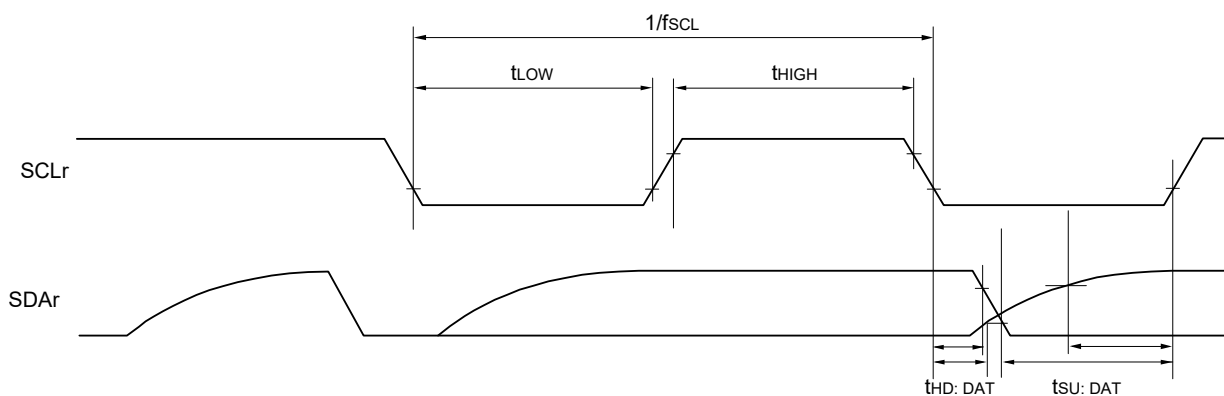 1/fSCL
tLOW
tHIGH
SCLr
SDAr
tHD: DAT
tSU: DAT